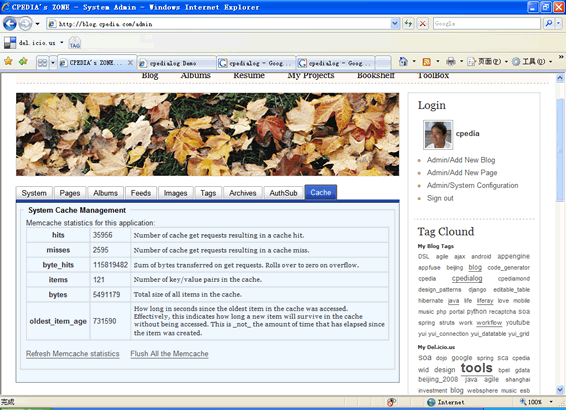 CPEDIA's ZONE - System Admin - Windows Internet Explorer
http://blog.cpedia.com/admin
Google
del.icio.us
TAG
CPEDIA's ZONE...
cpedialog Demo
cpedialog - Goog...
cpedialog - Goog...
页面(P)
工具(O)
Blog Albums Resume My Projects Bookshelf ToolBox
Login
cpedia
Admin/Add New Blog
Admin/Add New Page
Admin/System Configuration
Sign out
System Pages Albums Feeds Images Tags Archives AuthSub Cache
System Cache Management
Memcache statistics for this application:
hits 35956 Number of cache get requests resulting in a cache hit.
misses 2595 Number of cache get requests resulting in a cache miss.
byte_hits 115819482 Sum of bytes transferred on get requests. Rolls over to zero on overflow.
items 121 Number of key/value pairs in the cache.
bytes 5491179 Total size of all items in the cache.
oldest_item_age 731590 How long in seconds since the oldest item in the cache was accessed.
Effectively, this indicates how long a new item will survive in the cache
without being accessed. This is _not_ the amount of time that has elapsed since
the item was created.
Refresh Memcache statistics Flush All the Memcache
Tag Clound
My Blog Tags
DSL agile ajax android appengine
appfuse beijing blog code_generator
cpedia cpedialog cpediamond
design_patterns django editable_table
hibernate java life liferay love mobile
music php portal python recaptcha soa
spring struts work workflow youtube
yui yui_connection yui_datatable yui_grid
My Del.icio.us
soa dojo google spring sca cpedia
wid design tools bpel gdata
beijing_2008 java agile shanghai
investment blog websphere music esb
完成
Internet
100%